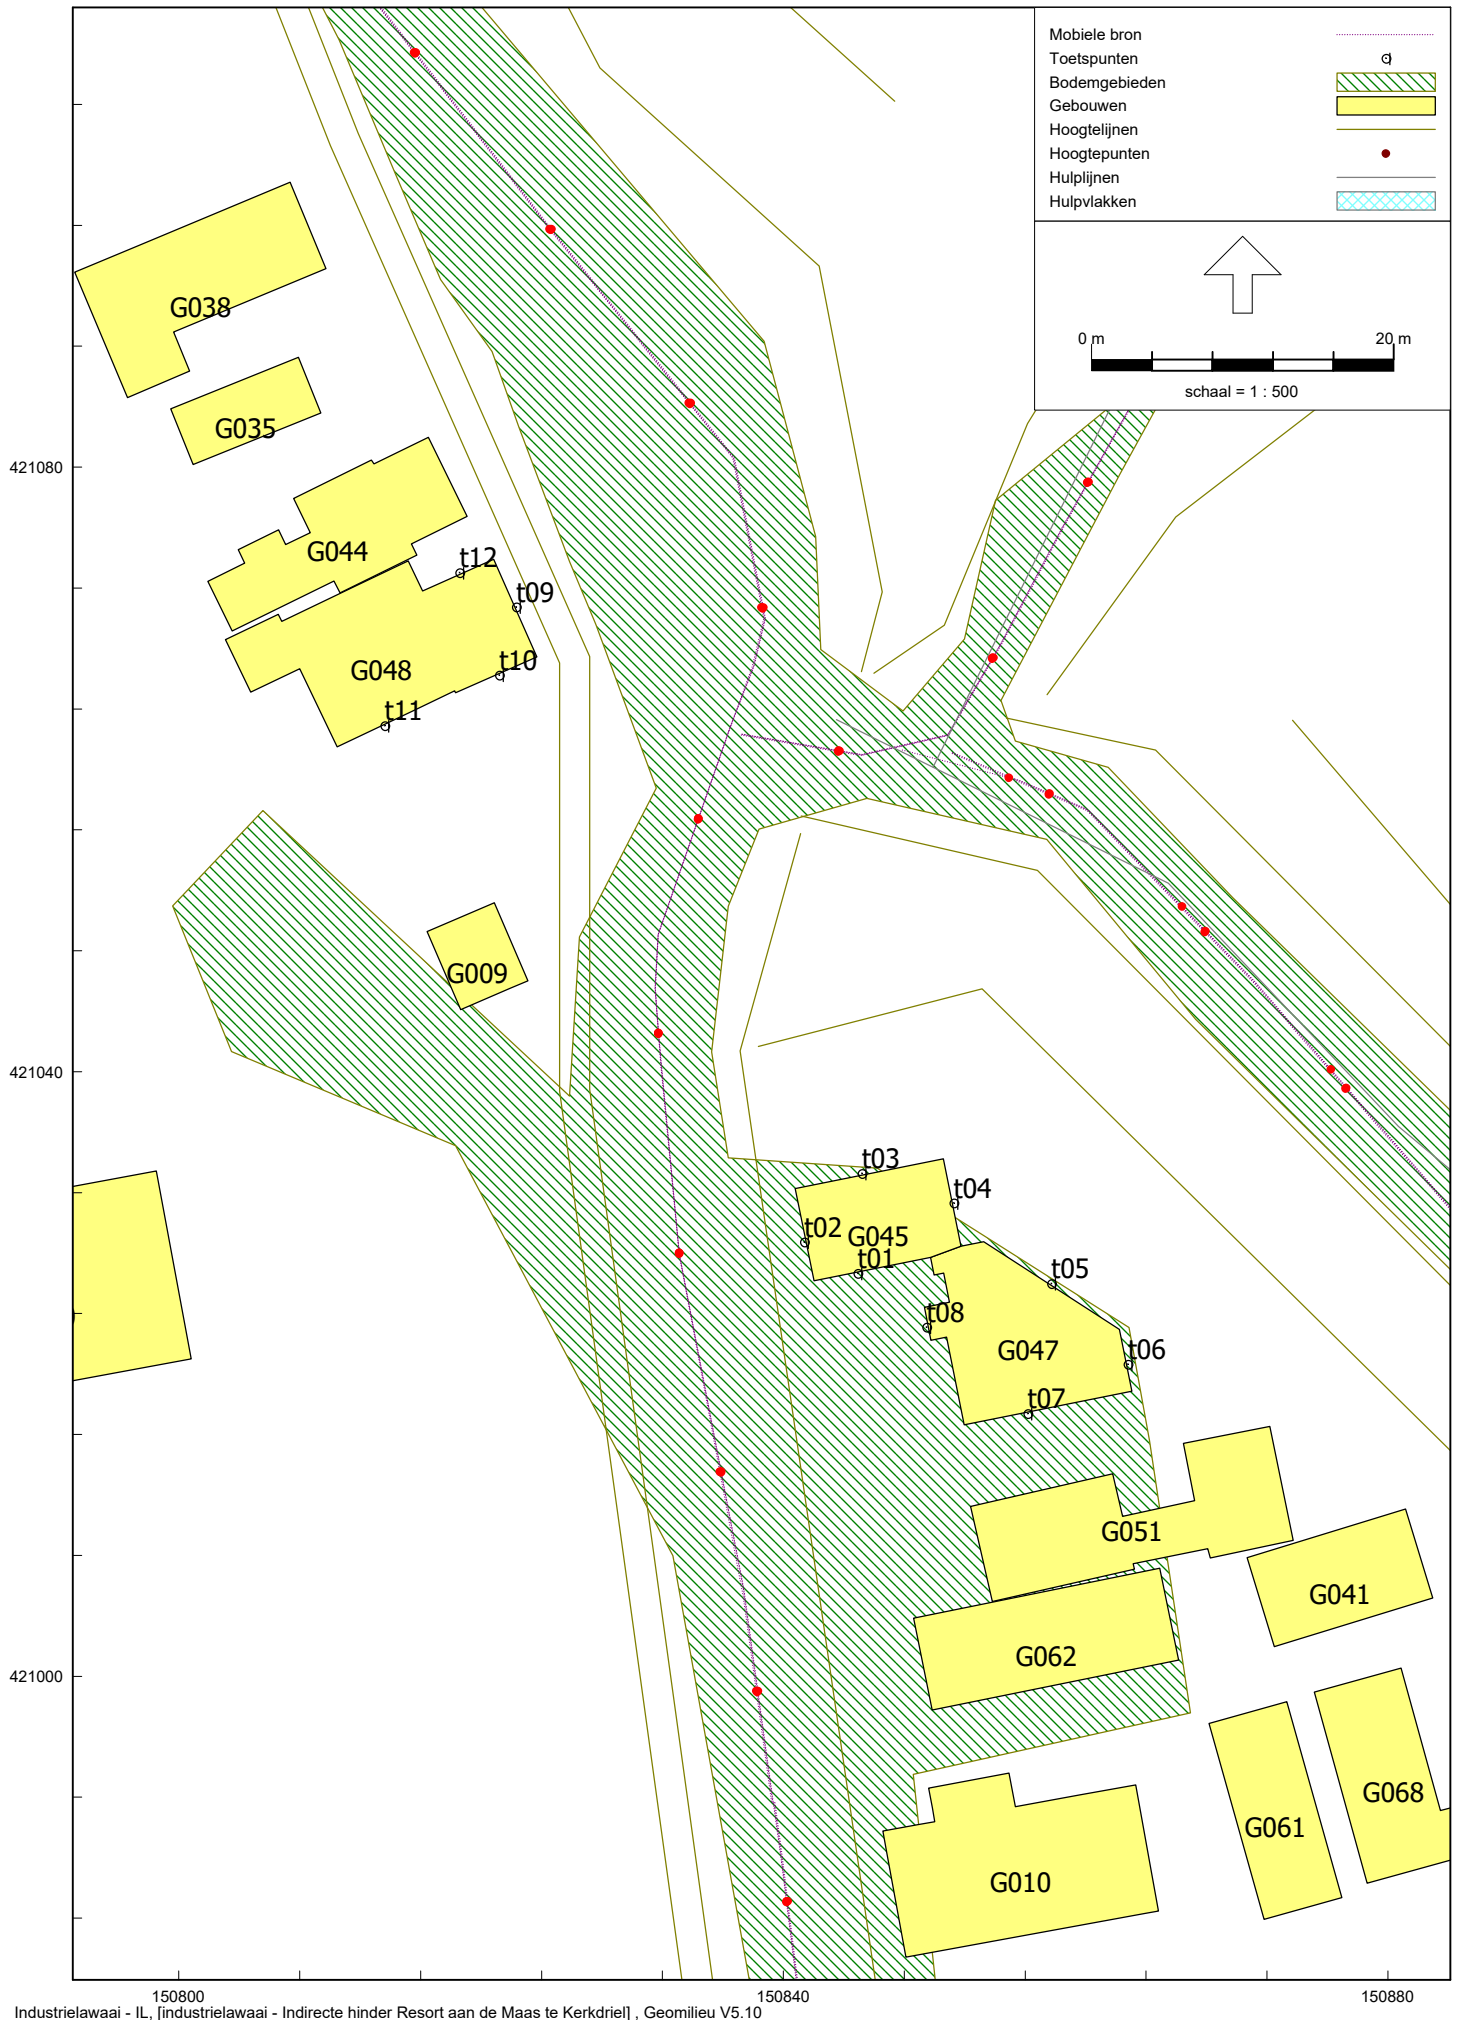 Mobiele bron
Toetspunten
Bodemgebieden
Gebouwen
Hoogtelijnen
Hoogtepunten
Hulplijnen
Hulpvlakken
0 m 20 m
schaal = 1 : 500
G038
G035
421080
G044
t12
t09
G048
t10
t11
G009
421040
t03
t04
t02
G045
t01
t05
t08
G047
t06
t07
G051
G041
G062
421000
G068
G061
G010
150800 150840 150880
Industrielawaai - IL, [industrielawaai - Indirecte hinder Resort aan de Maas te Kerkdriel] , Geomilieu V5.10